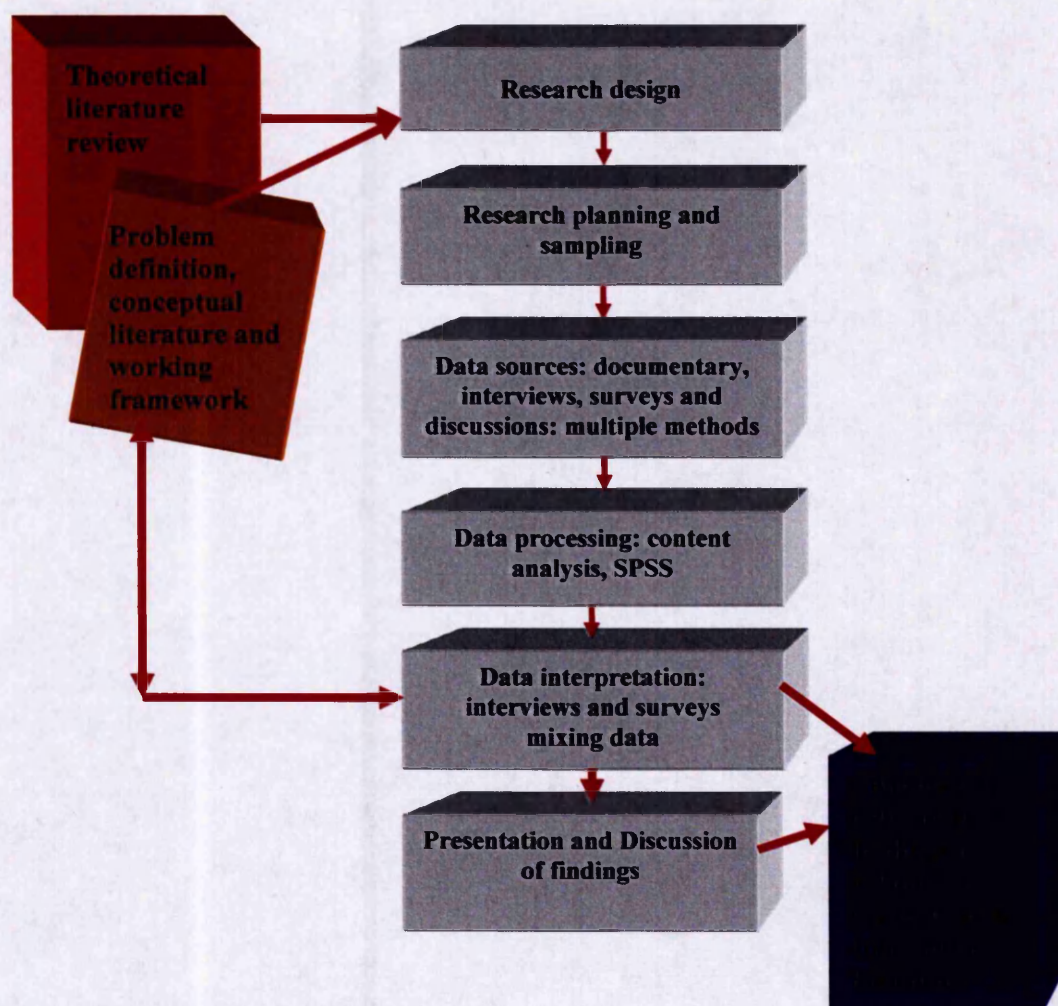 Theoretical
literature
review
Problem
definition,
conceptual
literature and
working
framework
Research design
Research planning and
sampling
Data sources: documentary,
interviews, surveys and
discussions: multiple methods
Data processing: content
analysis, SPSS
Data interpretation:
interviews and surveys
mixing data
Presentation and Discussion
of findings